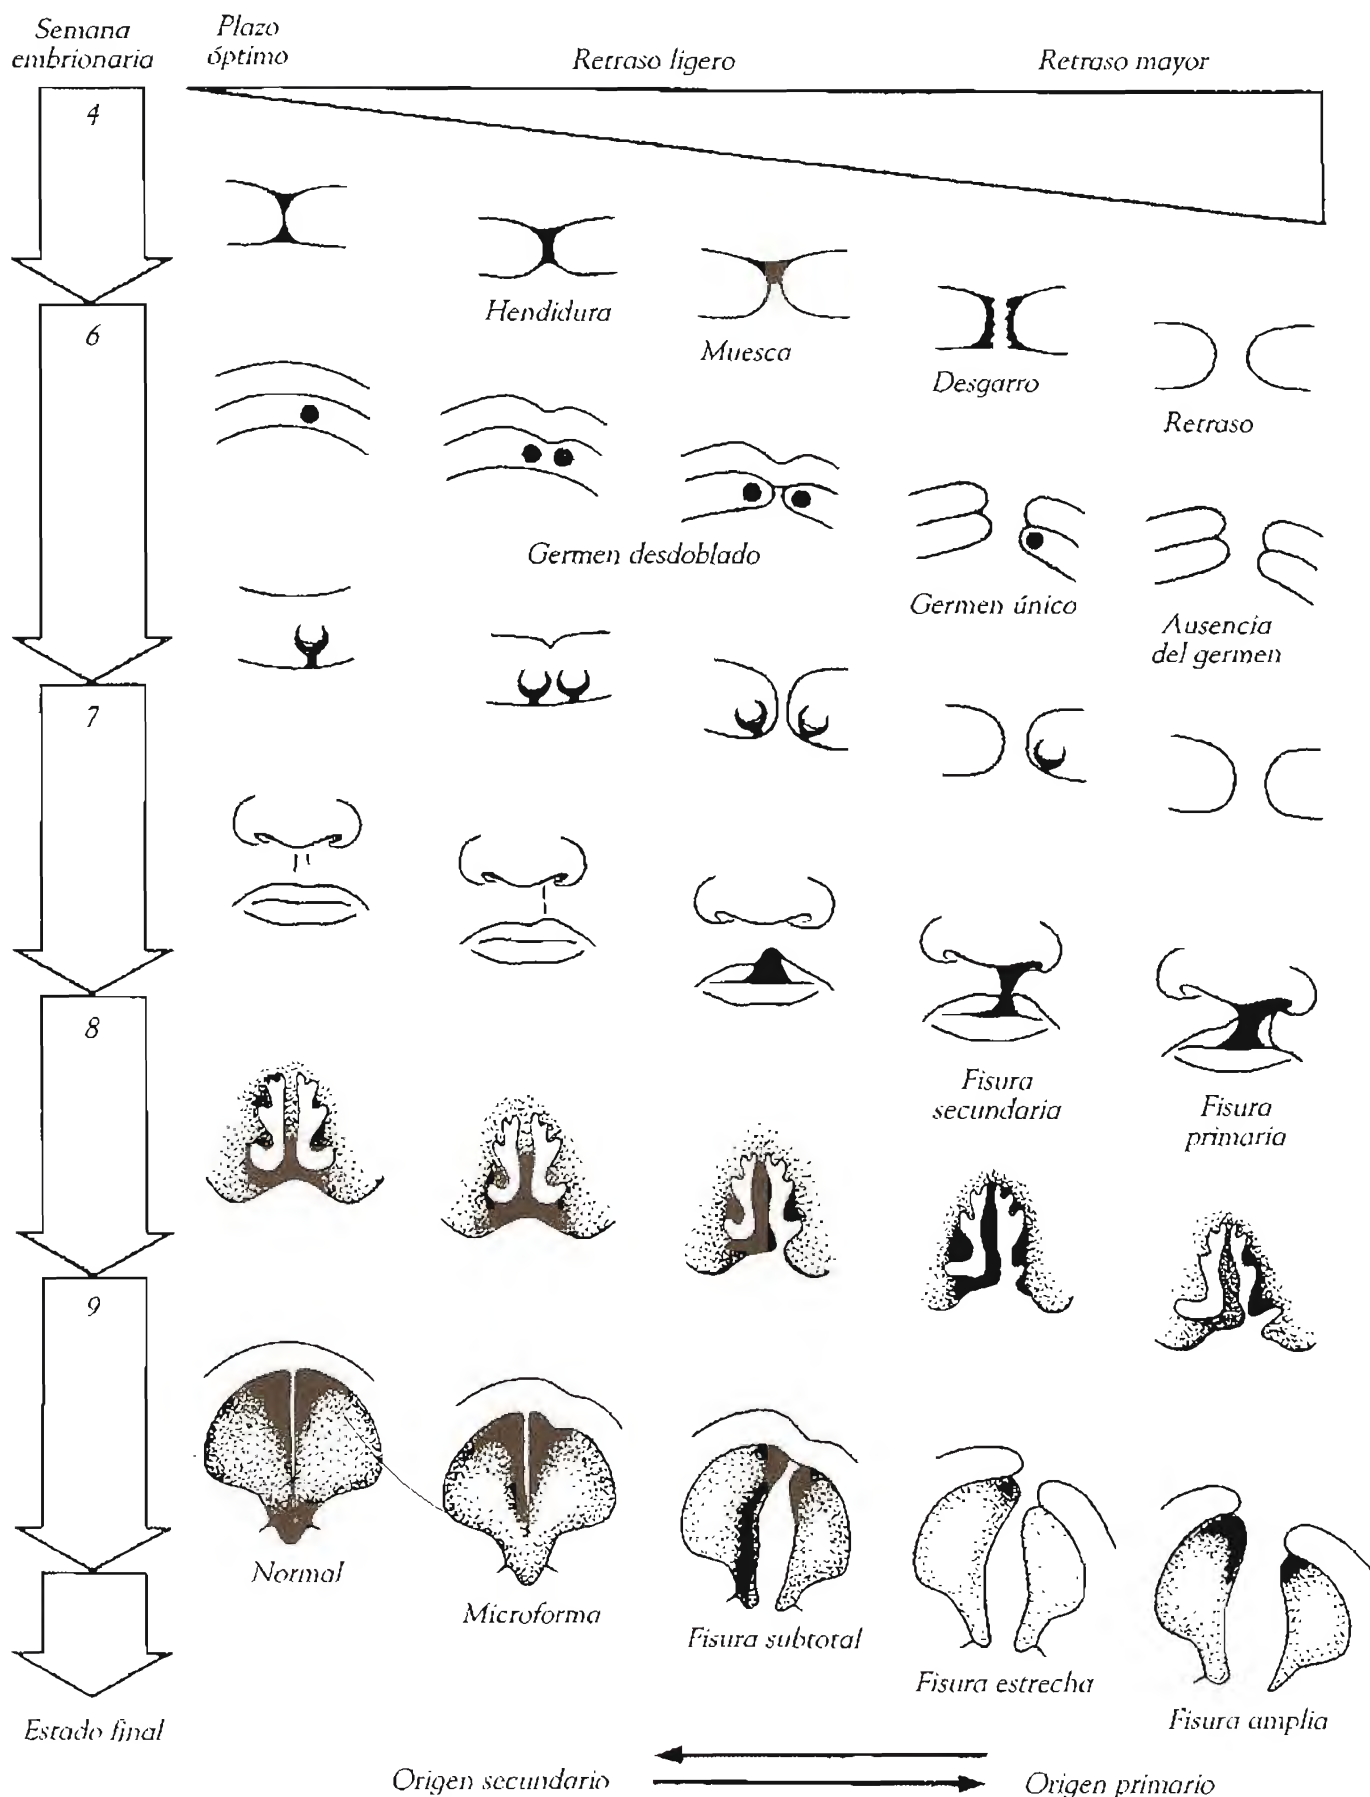 Semana
embrionaria
Plazo
óptimo
Retraso ligero
Retraso mayor
4
Hendidura
6
Muesca
Desgarro
Retraso
Germen desdoblado
Germen único
Ausencia
del germen
7
8
Fisura
secundaria
Fisura
primaria
9
Normal
Microforma
Fisura subtotal
Fisura estrecha
Fisura amplia
Estado final
Origen secundario
Origen primario